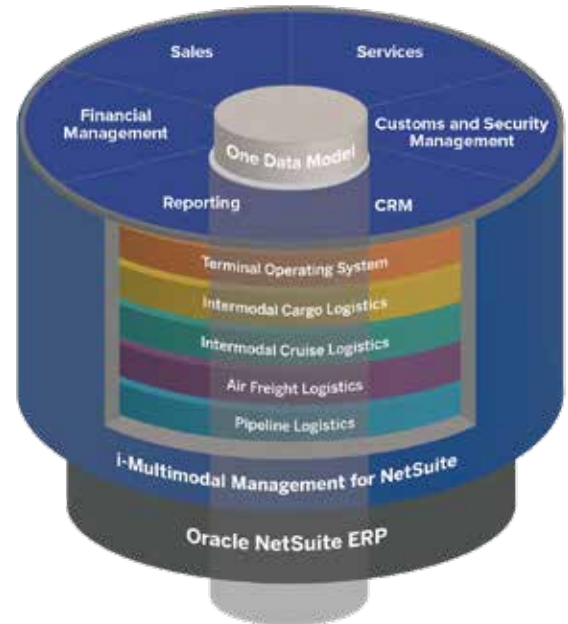 Sales
Services
Financial
Management
Customs and Security
Management
One Data Model
Reporting
CRM
Terminal Operating System
Intermodal Cargo Logistics
Intermodal Cruise Logistics
Air Freight Logistics
Pipeline Logistics
i-Multimodal Management for NetSuite
Oracle NetSuite ERP